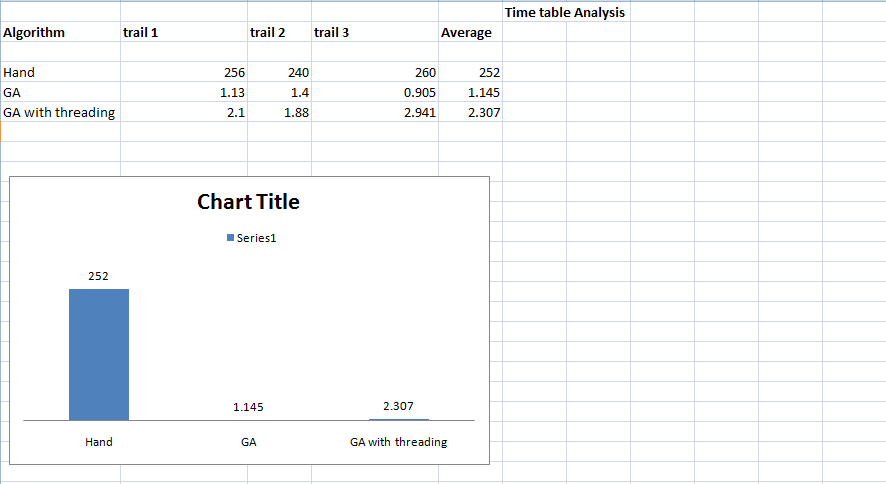 Time table Analysis
Algorithm trail 1 trail 2 trail 3 Average
Hand 256 240 260 252
GA 1.13 1.4 0.905 1.145
GA with threading 2.1 1.88 2.941 2.307
Chart Title
Series1
252
1.145 2.307
Hand GA GA with threading